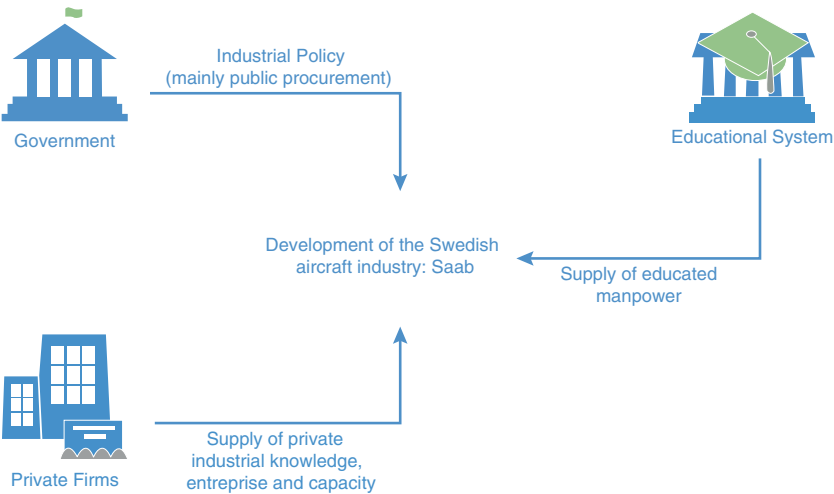 Industrial Policy
(mainly public procurement)
Government
Educational System
Development of the Swedish
aircraft industry: Saab
Supply of educated
manpower
Supply of private
industrial knowledge,
entreprise and capacity
Private Firms